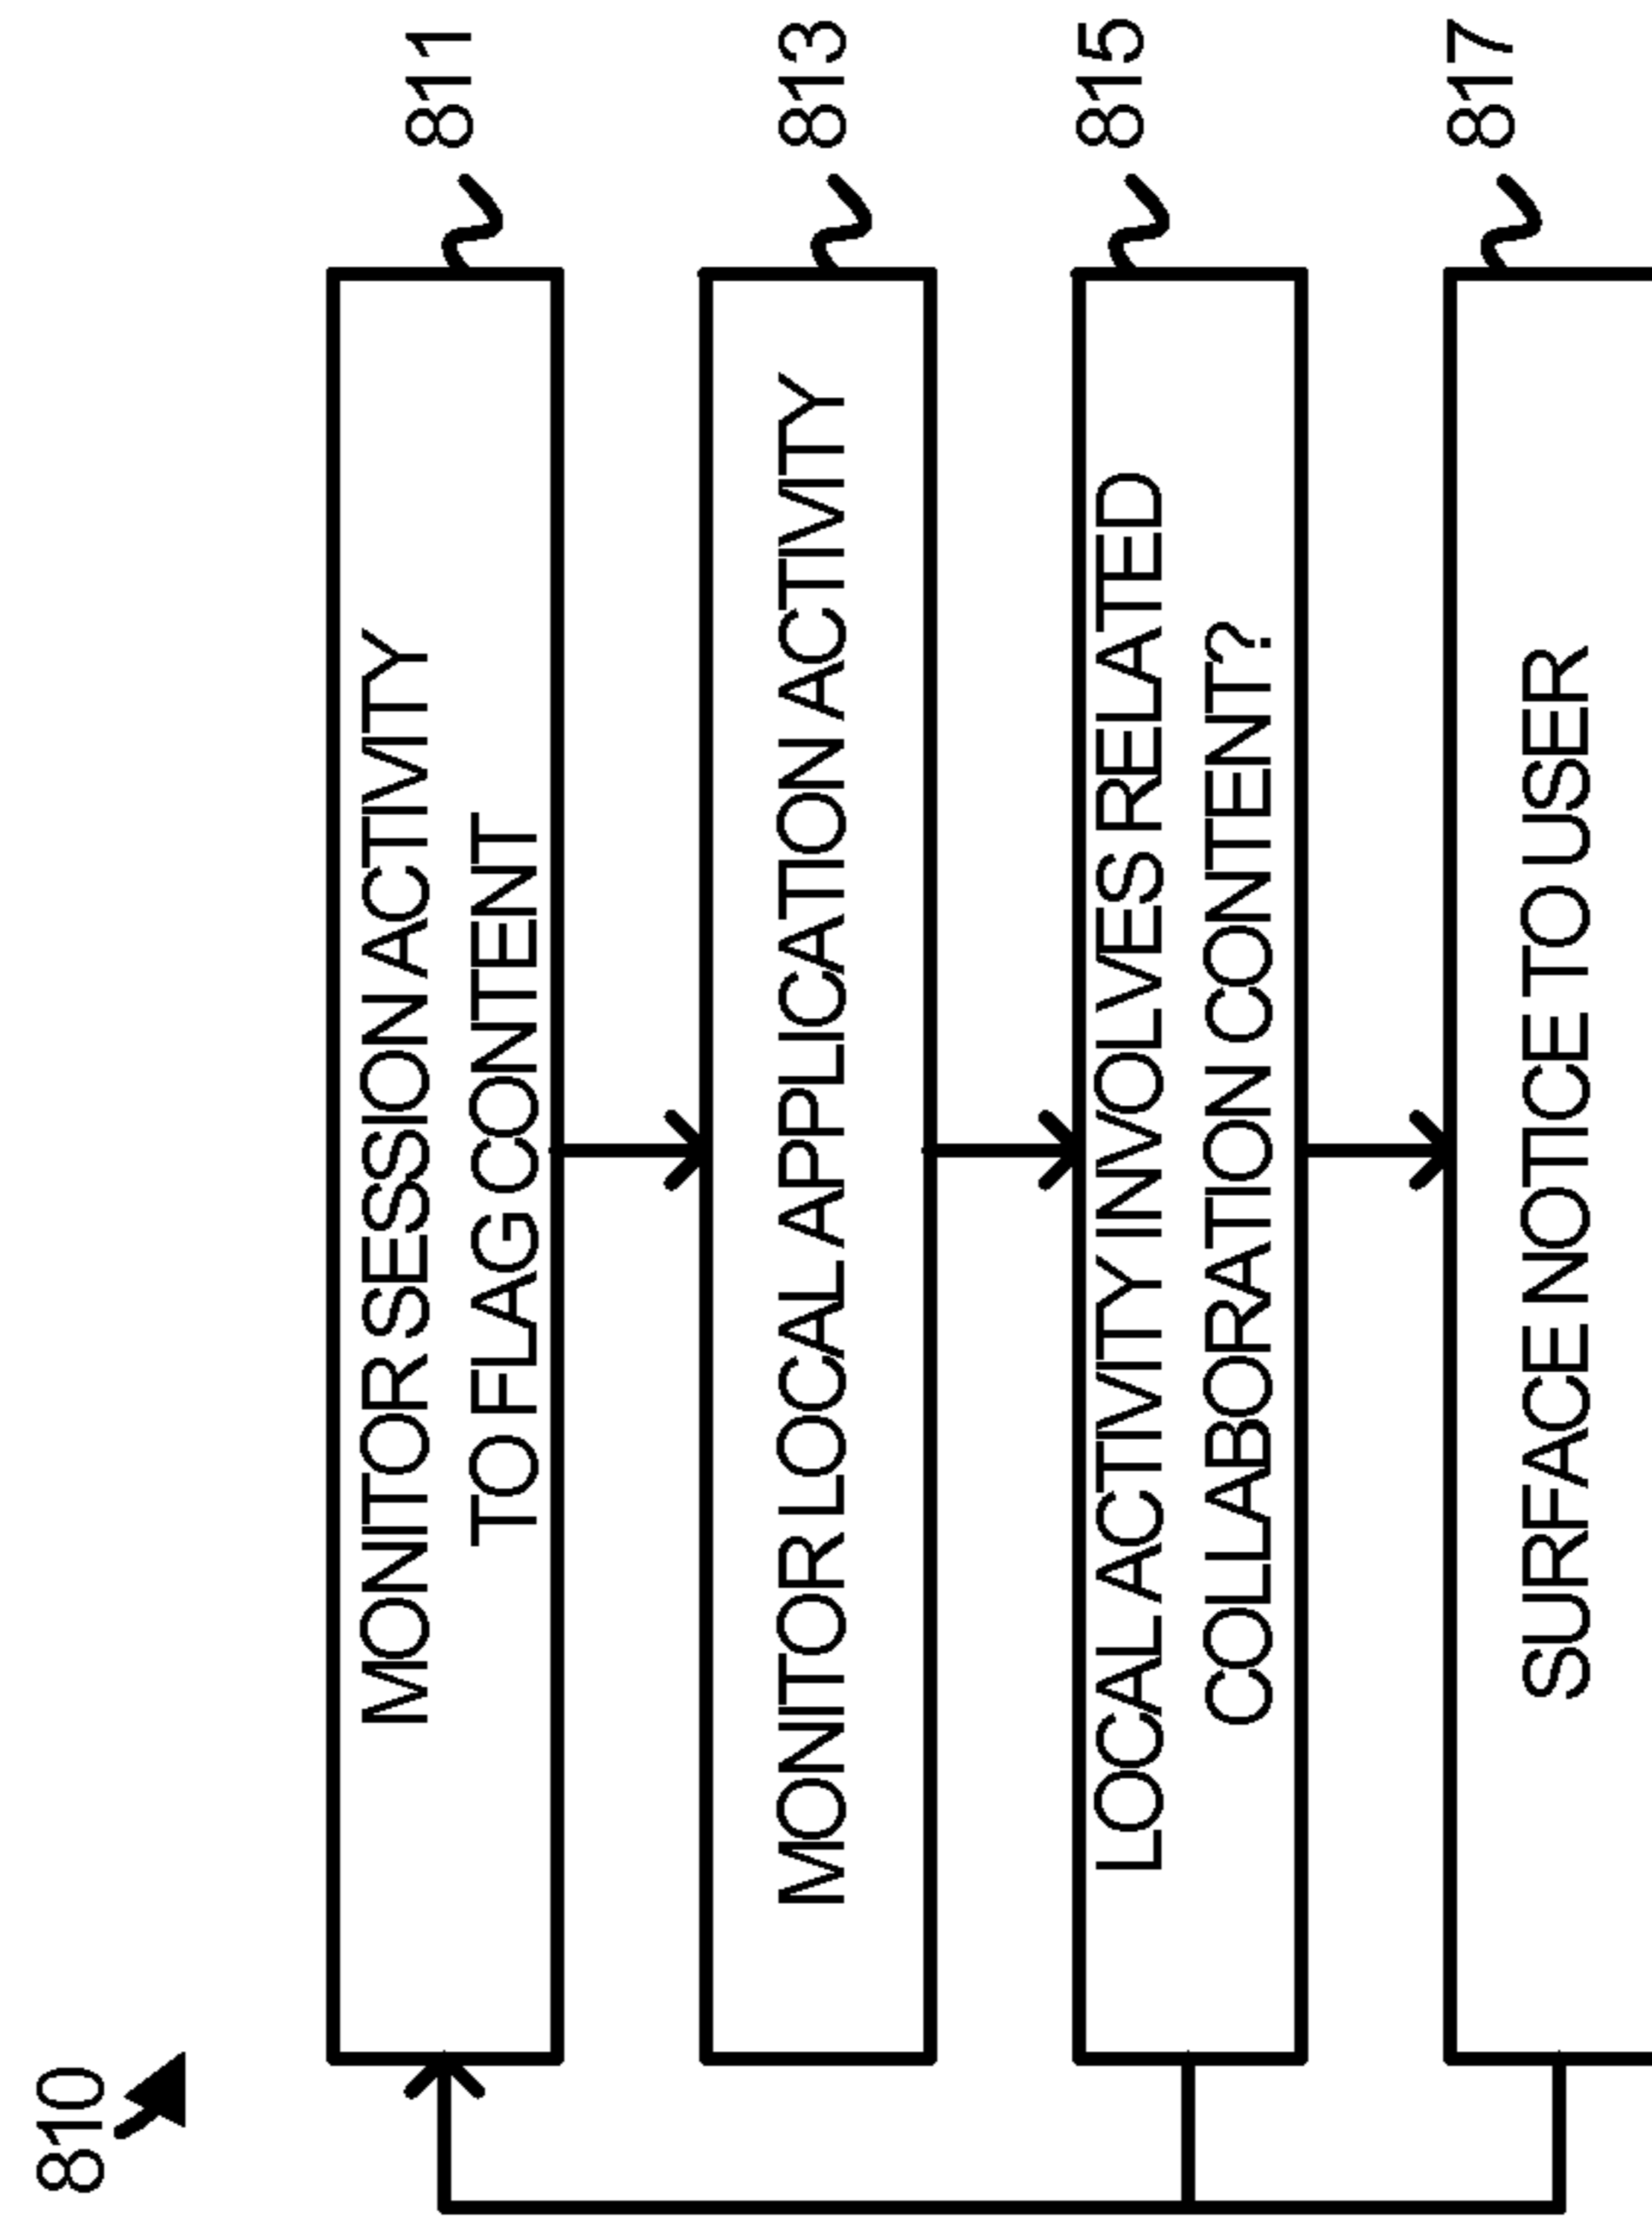 810
MONITOR SESSION ACTIVITY
TO FLAG CONTENT
811
MONITOR LOCAL APPLICATION ACTIVITY
813
LOCAL ACTIVITY INVOLVES RELATED
COLLABORATION CONTENT?
815
SURFACE NOTICE TO USER
817